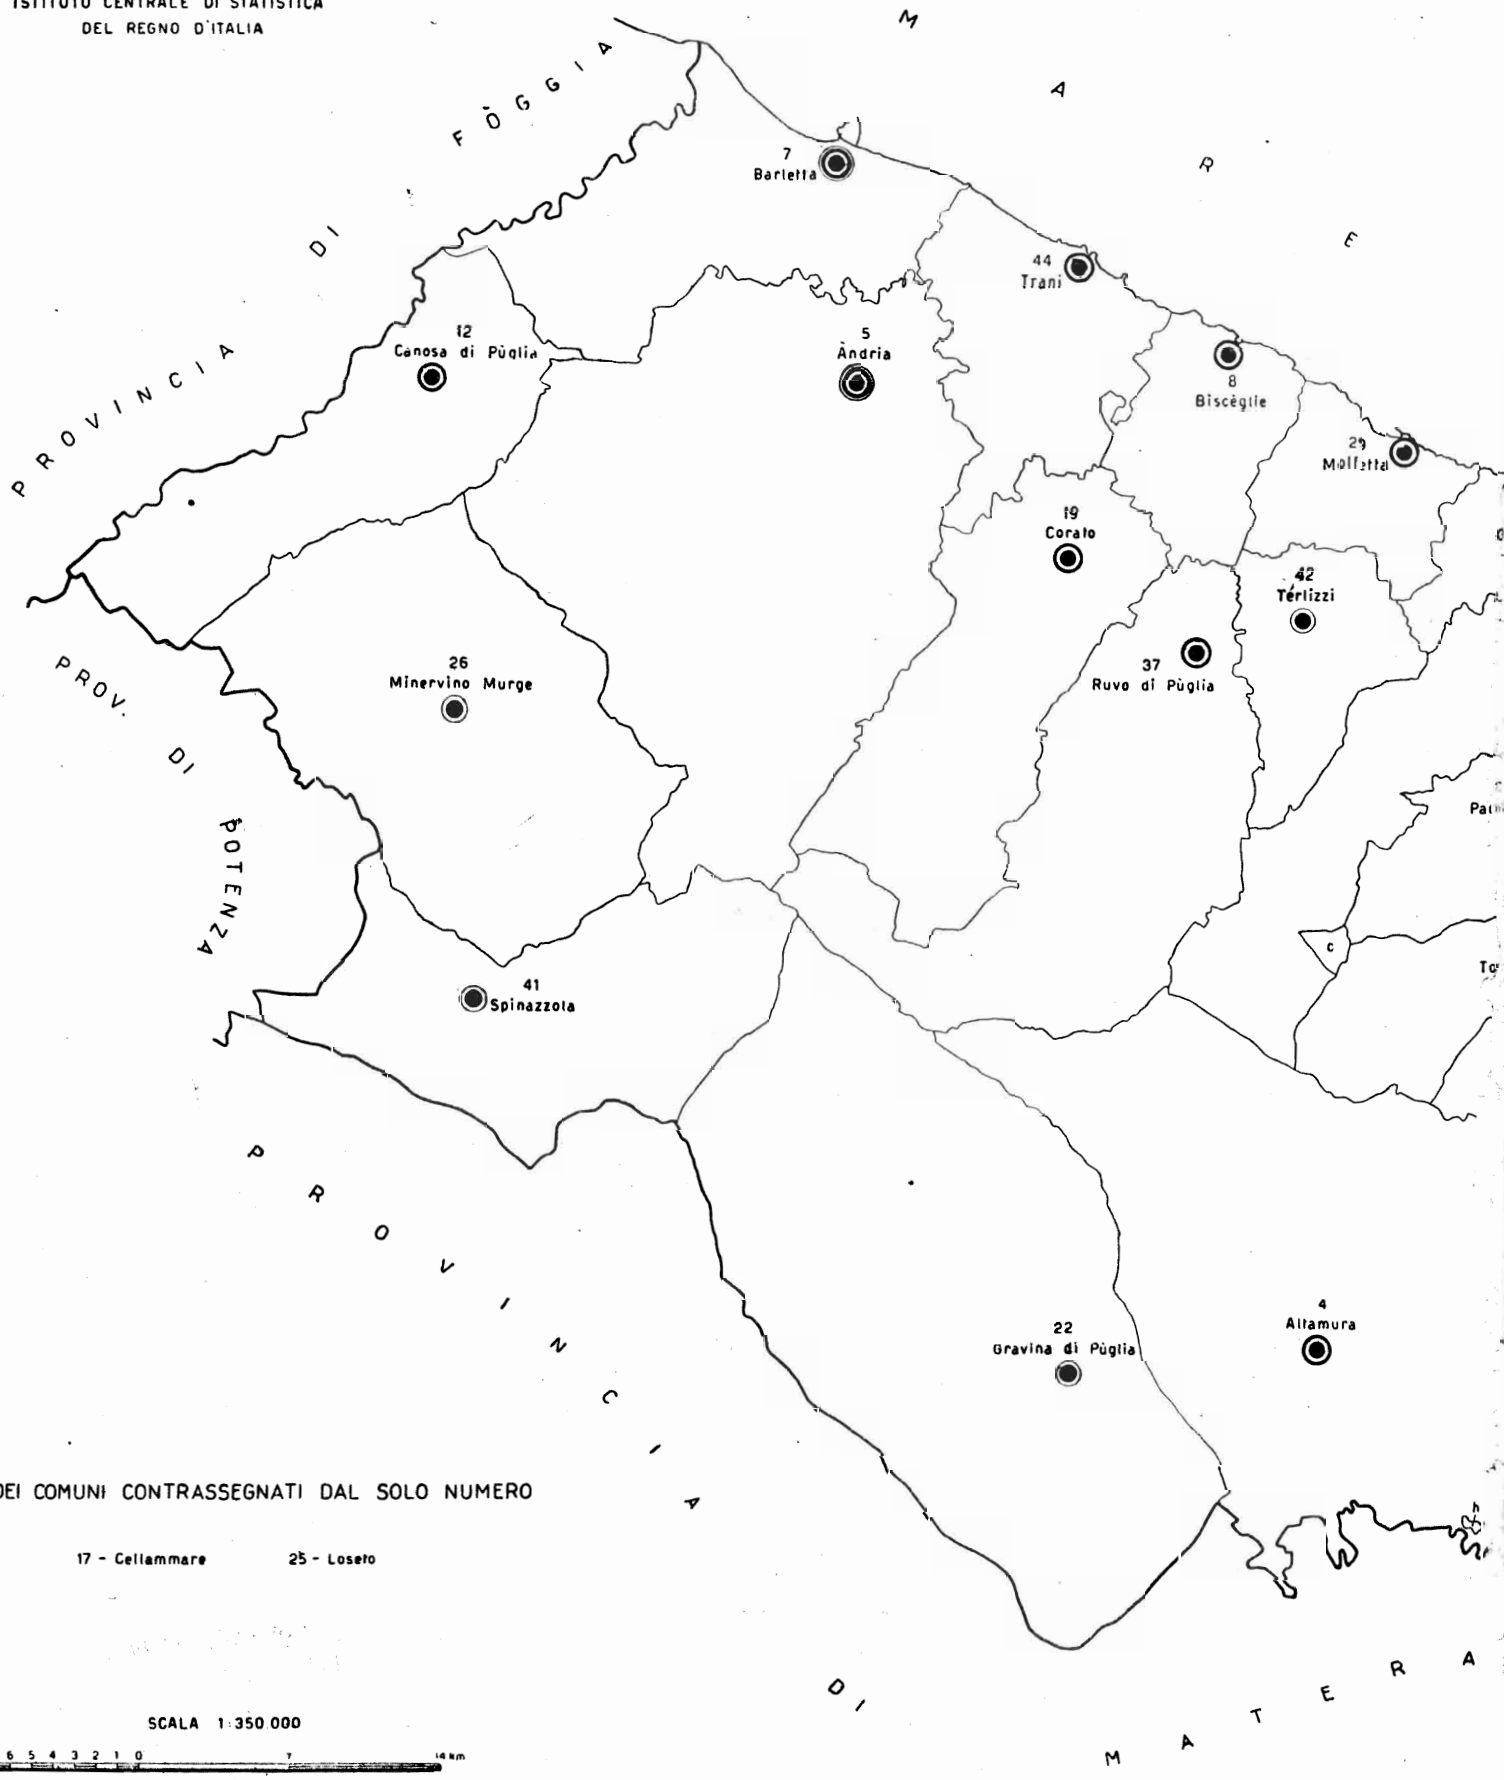 ISTITUTO CENTRALE DI STATISTICA
DEL REGNO D'ITALIA
MARE
PROVINCIA DI FÒGGIA
7
Barletta
44
Trani
12
Canosa di Pùglia
5
Àndria
8
Biscèglie
29
Molfetta
19
Corato
42
Terlizzi
26
Minervino Murge
37
Ruvo di Pùglia
PROV. DI POTENZA
C
41
Spinazzola
PROVINCIA DI MATERA
4
Altamura
22
Gravina di Pùglia
DEI COMUNI CONTRASSEGNATI DAL SOLO NUMERO
17 - Cellammare 25 - Loseto
SCALA 1:350.000
6 5 4 3 2 1 0 7 14 km